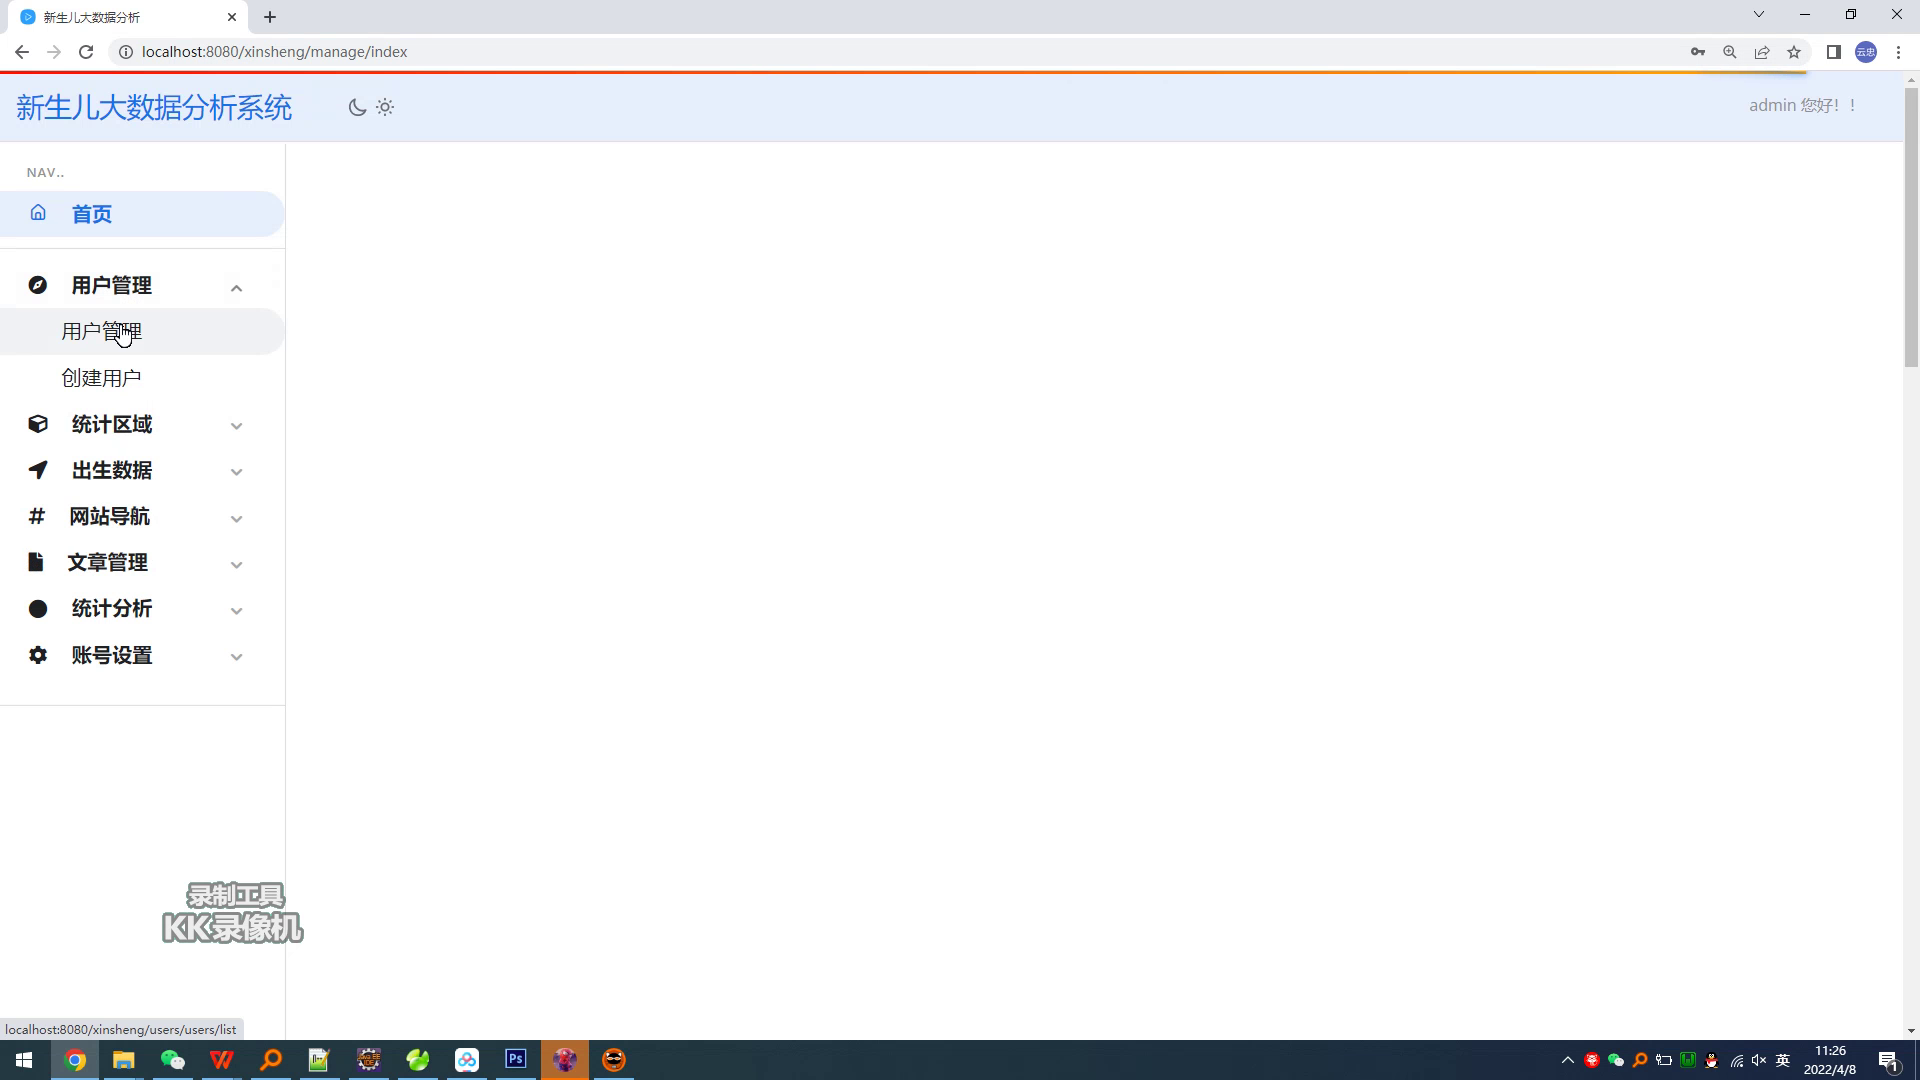 新生儿大数据分析
localhost:8080/xinsheng/manage/index
云忠
新生儿大数据分析系统
admin 您好！！
NAV..
首页
用户管理
用户管理
创建用户
统计区域
出生数据
# 网站导航
文章管理
统计分析
账号设置
录制工具
KK录像机
localhost:8080/xinsheng/users/users/list
Ps
英
11:26
2022/4/8
1